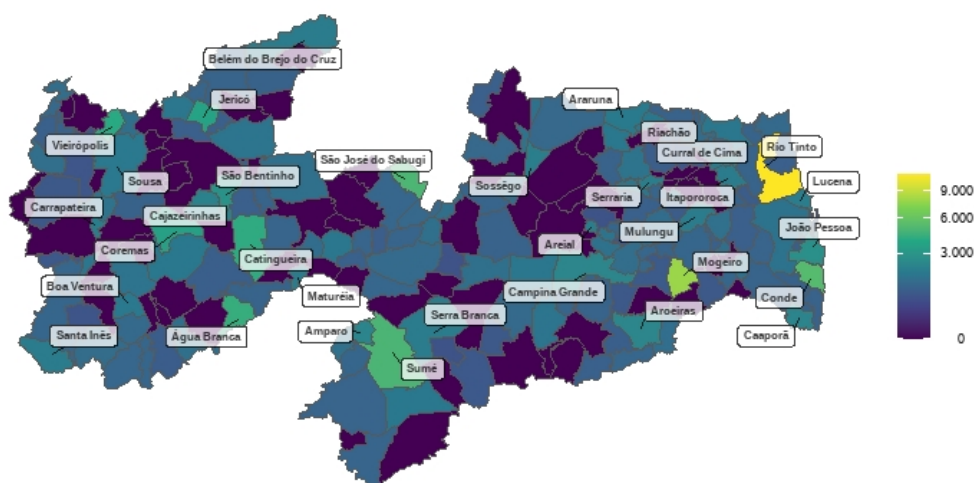 Belém do Brejo do Cruz
Jericó
Araruna
Riachão
Vieirópolis
Rio Tinto
Curral de Cima
São José do Sabugi
São Bentinho
Sousa
Sossêgo
Lucena
Serraria
Itapororoca
Carrapateira
Cajazeirinhas
João Pessoa
Mulungu
Areial
Coremas
Catingueira
Mogeiro
Boa Ventura
Maturéia
Campina Grande
Conde
Aroeiras
Serra Branca
Amparo
Santa Inês
Água Branca
Caaporã
Sumé
9.000
6.000
3.000
0